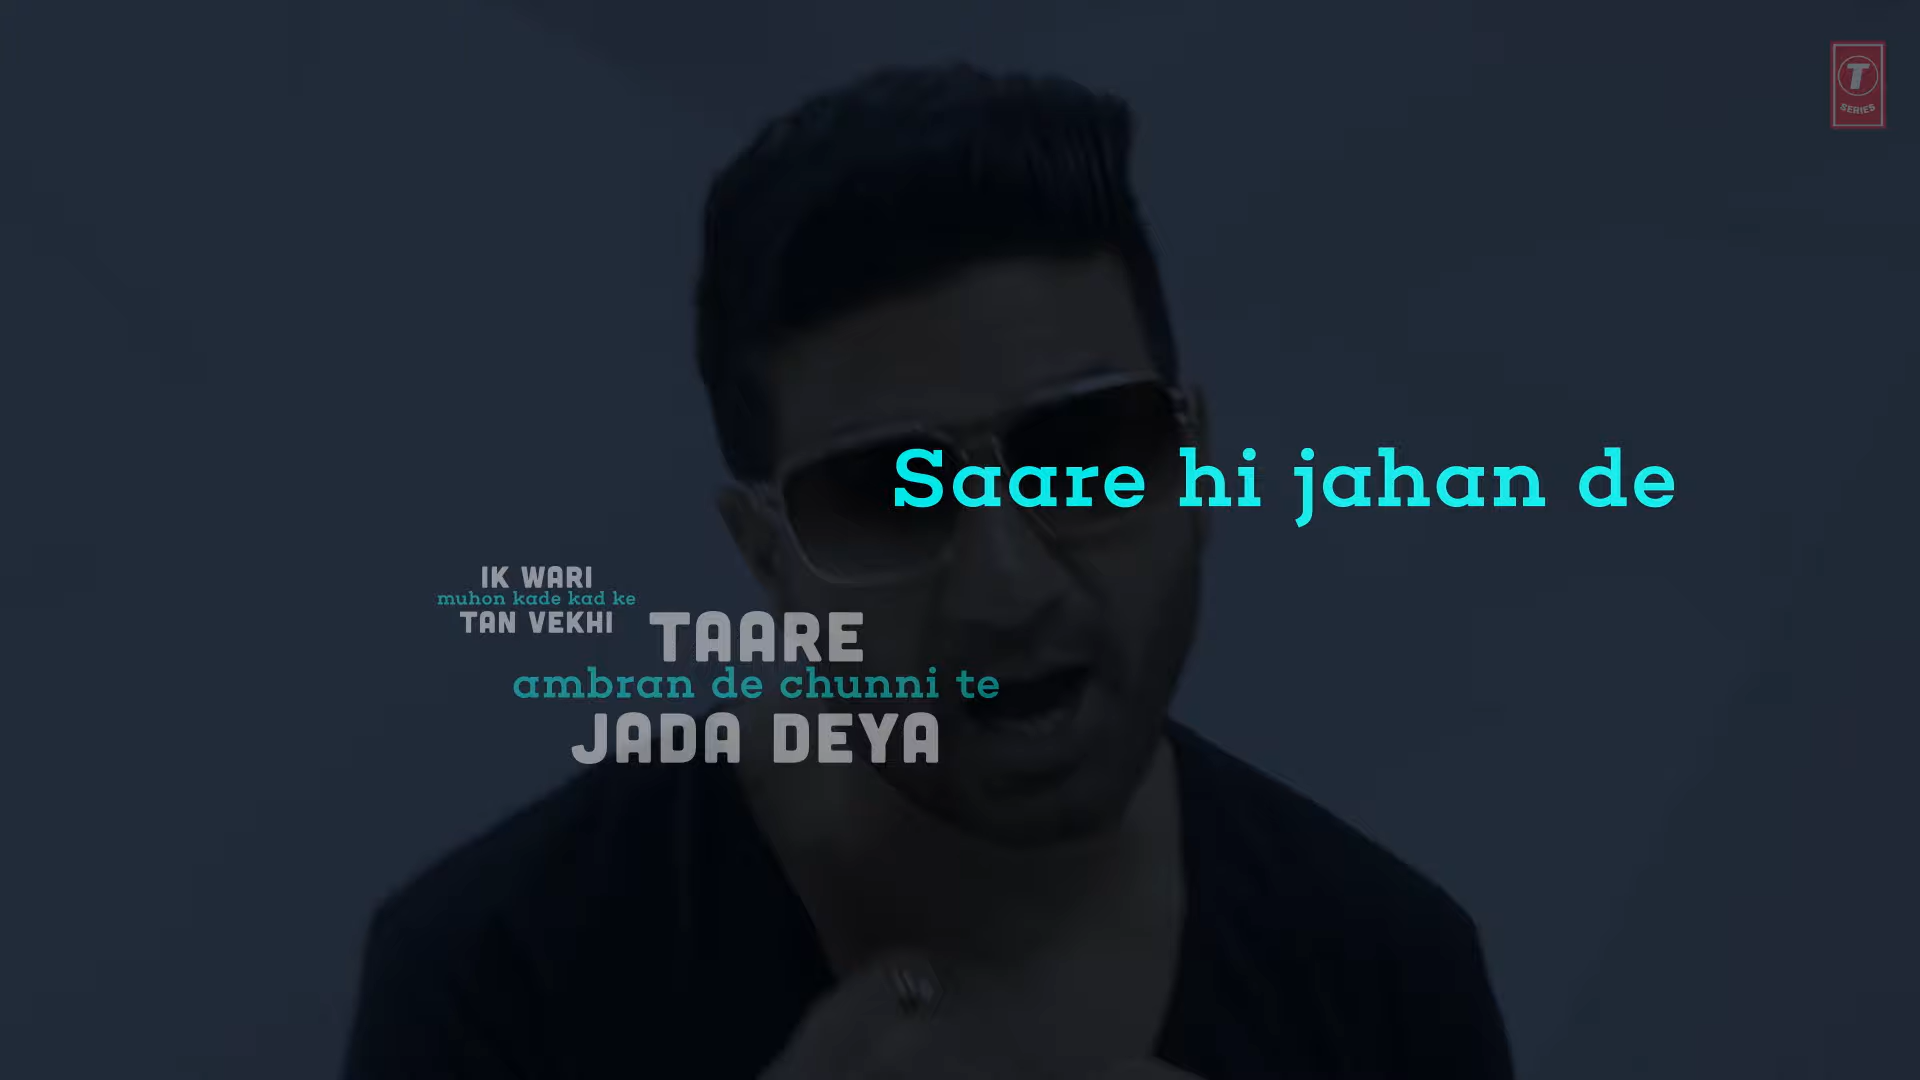 T
SERIES
Saare hi jahan de
IK WARI
muhon kade kad ke
TAN VEKHI
TAARE
ambran de chunni te
JADA DEYA